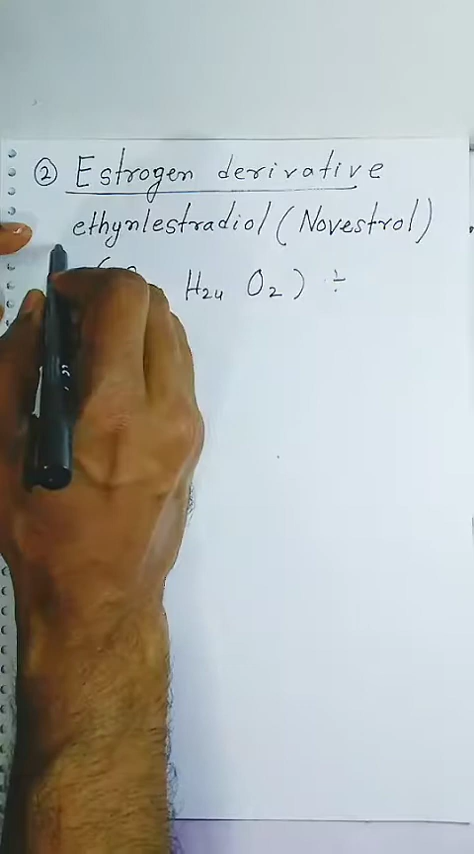 ② Estrogen derivative
ethynlestradiol (Novestrol)
( H₂₄ O₂ ) ÷